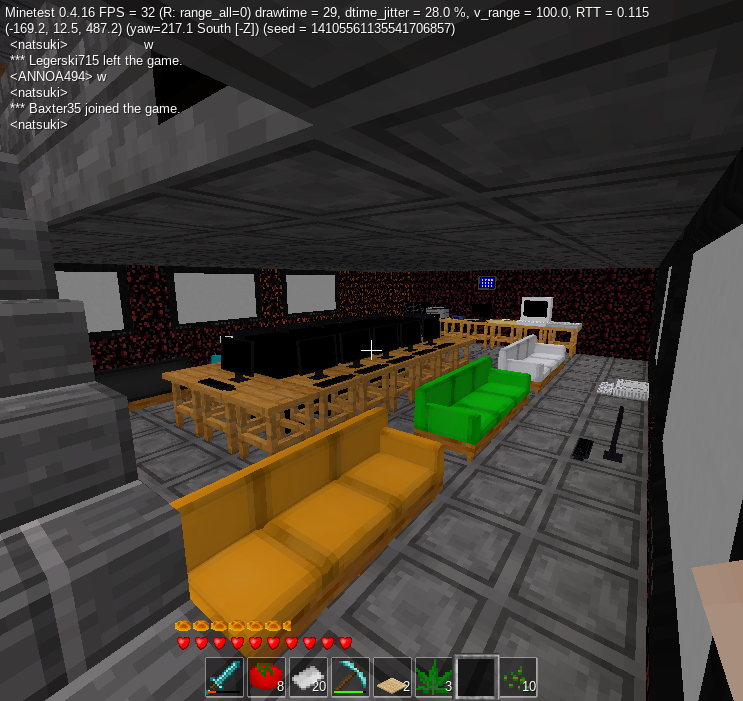 Minetest 0.4.16 FPS = 32 (R: range_all=0) drawtime = 29, dtime_jitter = 28.0 %, v_range = 100.0, RTT = 0.115
(-169.2, 12.5, 487.2) (yaw=217.1 South [-Z]) (seed = 14105561135541706857)
<natsuki> w
*** Legerski715 left the game.
<ANNOA494> w
<natsuki>
*** Baxter35 joined the game.
<natsuki>
8 20 2 3 10